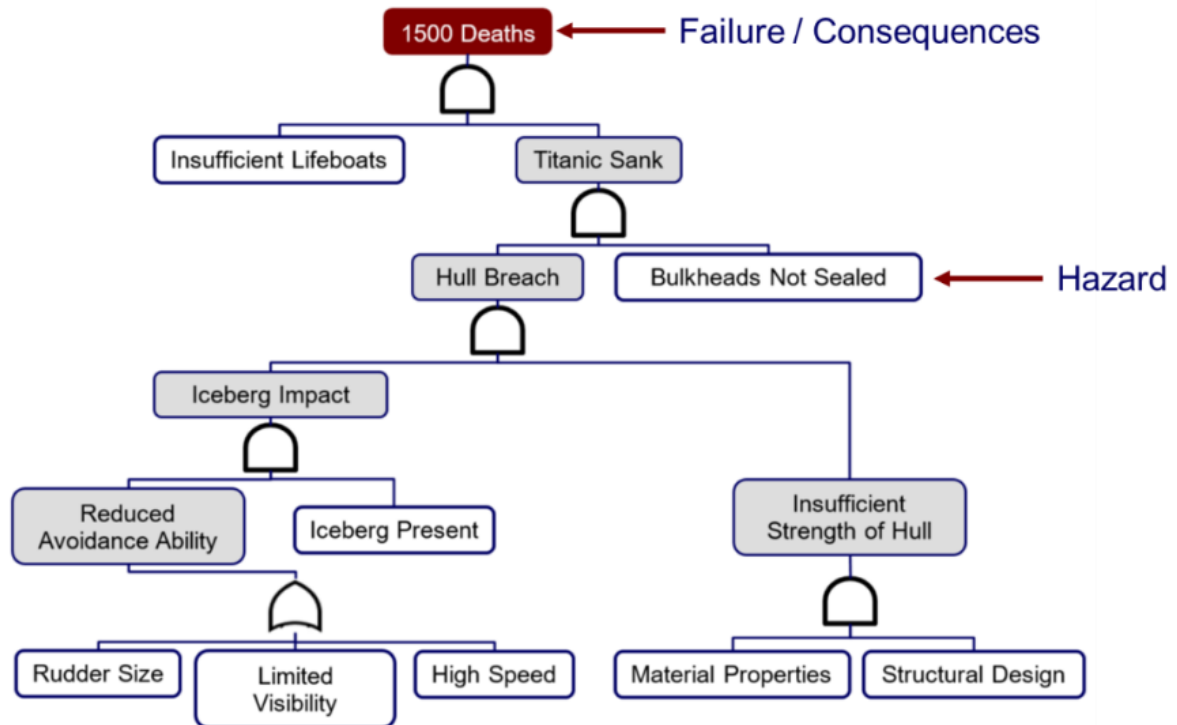 1500 Deaths
Failure / Consequences
Insufficient Lifeboats
Titanic Sank
Hull Breach
Bulkheads Not Sealed
Hazard
Iceberg Impact
Reduced
Avoidance Ability
Iceberg Present
Insufficient
Strength of Hull
Rudder Size
Limited
Visibility
High Speed
Material Properties
Structural Design